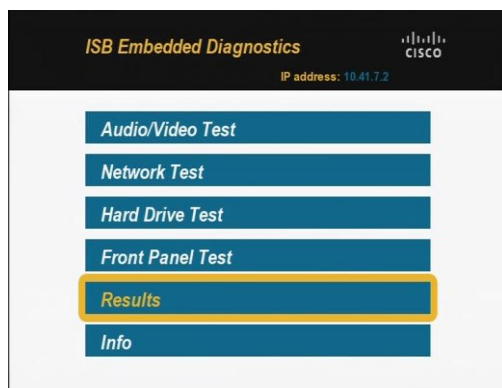 ISB Embedded Diagnostics
CISCO
IP address: 10.41.7.2
Audio/Video Test
Network Test
Hard Drive Test
Front Panel Test
Results
Info